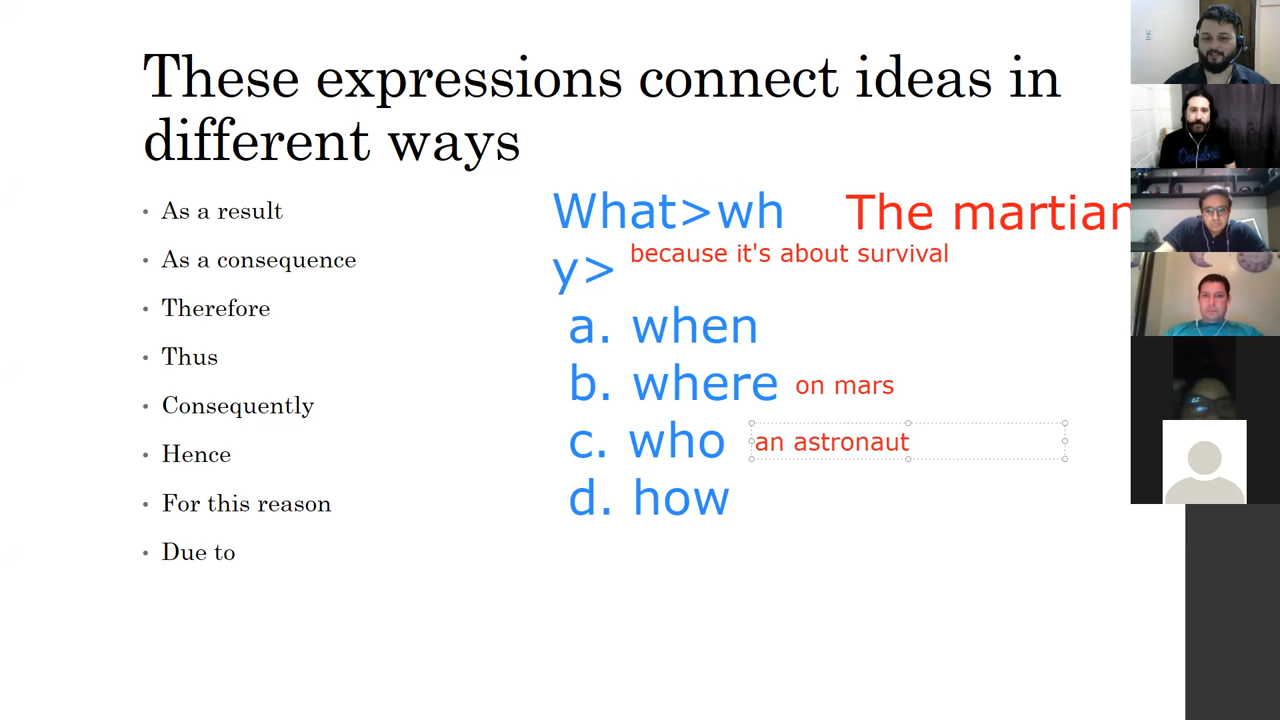 These expressions connect ideas in
different ways
• As a result
• As a consequence
• Therefore
• Thus
• Consequently
• Hence
• For this reason
• Due to
What>wh
y>
The martian
because it's about survival
a. when
b. where
on mars
c. who
an astronaut
d. how